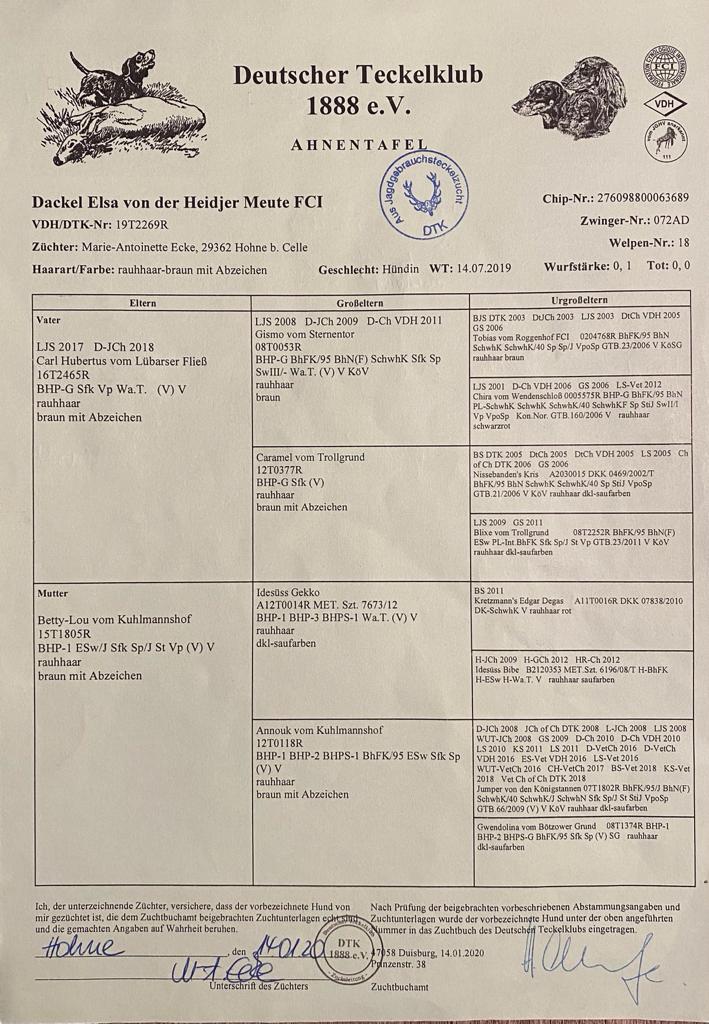 Deutscher Teckelklub
1888 e.V.
AHNENTAFEL
FCI
VDH
111
Aus Jagdgebrauchsteckelzucht
DTK
Dackel Elsa von der Heidjer Meute FCI
VDH/DTK-Nr: 19T2269R
Züchter: Marie-Antoinette Ecke, 29362 Hohne b. Celle
Haarart/Farbe: rauhhaar-braun mit Abzeichen
Geschlecht: Hündin WT: 14.07.2019
Chip-Nr.: 276098800063689
Zwinger-Nr.: 072AD
Welpen-Nr.: 18
Wurfstärke: 0, 1 Tot: 0, 0
Eltern
Großeltern
Urgroßeltern
Vater
LJS 2017 D-JCh 2018
Carl Hubertus vom Lübarser Fließ
16T2465R
BHP-G Sfk Vp Wa.T. (V) V
rauhhaar
braun mit Abzeichen
LJS 2008 D-JCh 2009 D-Ch VDH 2011
Gismo vom Sternentor
08T0053R
BHP-G BhFK/95 BhN(F) SchwhK Sfk Sp
SwIII/- Wa.T. (V) V KöV
rauhhaar
braun
BJS DTK 2003 DtJCh 2003 LJS 2003 DtCh VDH 2005
GS 2006
Tobias vom Roggenhof FCI 0204768R BhFK/95 BhN
SchwhK SchwhK/40 Sp Sp/J VpoSp GTB.23/2006 V KöSG
rauhhaar braun
LJS 2001 D-Ch VDH 2006 GS 2006 LS-Vet 2012
Chira vom Wendenschloß 0005575R BHP-G BhFK/95 BhN
PL-SchwhK SchwhK SchwhK/40 SchwhKF Sp StiJ SwII/I
Vp VpoSp Kon.Nor. GTB.160/2006 V rauhhaar
schwarzrot
Caramel vom Trollgrund
12T0377R
BHP-G Sfk (V)
rauhhaar
braun mit Abzeichen
BS DTK 2005 DtCh 2005 DtCh VDH 2005 LS 2005 Ch
of Ch DTK 2006 GS 2006
Nissebanden's Kris A2030015 DKK 0469/2002/T
BhFK/95 BhN SchwhK SchwhK/40 Sp StiJ VpoSp
GTB.21/2006 V KöV rauhhaar dkl-saufarben
LJS 2009 GS 2011
Blixe vom Trollgrund 08T2252R BhFK/95 BhN(F)
ESw PL-Int.BhFK Sfk Sp/J St Vp GTB.23/2011 V KöV
rauhhaar dkl-saufarben
Mutter
Betty-Lou vom Kuhlmannshof
15T1805R
BHP-1 ESw/J Sfk Sp/J St Vp (V) V
rauhhaar
braun mit Abzeichen
Idesüss Gekko
A12T0014R MET. Szt. 7673/12
BHP-1 BHP-3 BHPS-1 Wa.T. (V) V
rauhhaar
dkl-saufarben
BS 2011
Kretzmann's Edgar Degas A11T0016R DKK 07838/2010
DK-SchwhK V rauhhaar rot
H-JCh 2009 H-GCh 2012 HR-Ch 2012
Idesüss Bibe B2120353 MET.Szt. 6196/08/T H-BhFK
H-ESw H-Wa.T. V rauhhaar saufarben
Annouk vom Kuhlmannshof
12T0118R
BHP-1 BHP-2 BHPS-1 BhFK/95 ESw Sfk Sp
(V) V
rauhhaar
braun mit Abzeichen
D-JCh 2008 JCh of Ch DTK 2008 L-JCh 2008 LJS 2008
WUT-JCh 2008 GS 2009 D-Ch 2010 D-Ch VDH 2010
LS 2010 KS 2011 LS 2011 D-VetCh 2016 D-VetCh
VDH 2016 ES-Vet VDH 2016 LS-Vet 2016
WUT-VetCh 2016 CH-VetCh 2017 BS-Vet 2018 KS-Vet
2018 Vet Ch of Ch DTK 2018
Jumper von den Königstannen 07T1802R BhFK/95/J BhN(F)
SchwhK/40 SchwhK/J SchwhN Sfk Sp/J St StiJ VpoSp
GTB.66/2009 (V) V KöV rauhhaar dkl-saufarben
Gwendolina vom Bötzower Grund 08T1374R BHP-1
BHP-2 BHPS-G BhFK/95 Sfk Sp (V) SG rauhhaar
dkl-saufarben
Ich, der unterzeichnende Züchter, versichere, dass der vorbezeichnete Hund von
mir gezüchtet ist, die dem Zuchtbuchamt beigebrachten Zuchtunterlagen echt sind
und die gemachten Angaben auf Wahrheit beruhen.
Hohne, den 14.01.20
Unterschrift des Züchters
DTK
1888 e.V.
Nach Prüfung der beigebrachten vorbeschriebenen Abstammungsangaben und
Zuchtunterlagen wurde der vorbezeichnete Hund unter der oben angeführten
Nummer in das Zuchtbuch des Deutschen Teckelklubs eingetragen.
47058 Duisburg, 14.01.2020
Prinzenstr. 38
Zuchtbuchamt